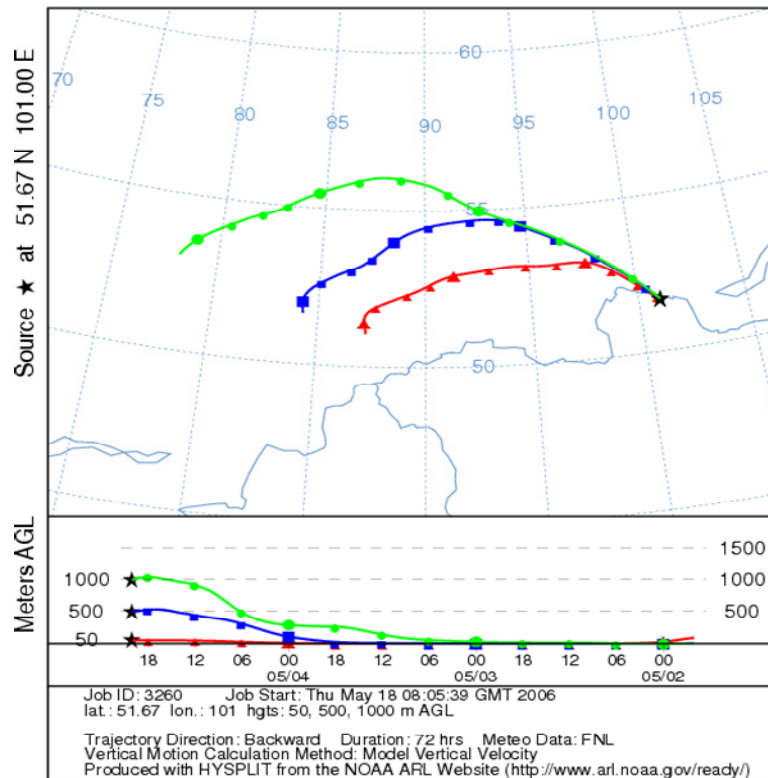 Source ★ at 51.67 N 101.00 E
70
75
80
85
90
95
100
105
60
55
50
Meters AGL
1500
1000 1000
500 500
50
18 12 06 00 18 12 06 00 18 12 06 00
05/04 05/03 05/02
Job ID: 3260 Job Start: Thu May 18 08:05:39 GMT 2006
lat.: 51.67 lon.: 101 hgts: 50, 500, 1000 m AGL
Trajectory Direction: Backward Duration: 72 hrs Meteo Data: FNL
Vertical Motion Calculation Method: Model Vertical Velocity
Produced with HYSPLIT from the NOAA ARL Website (http://www.arl.noaa.gov/ready/)